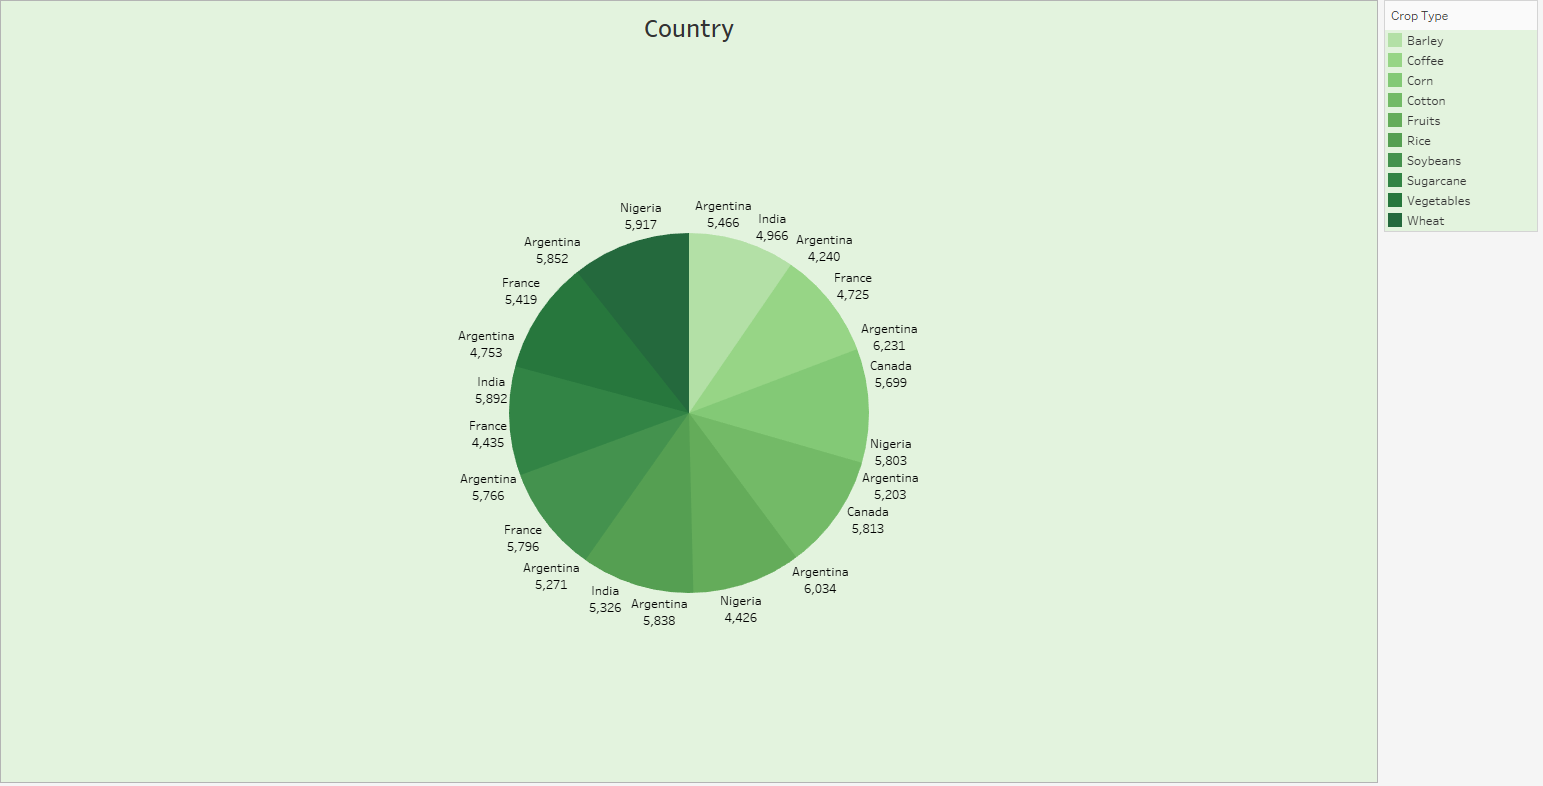 Country
Nigeria
5,917
Argentina
5,466
India
4,966
Argentina
4,240
France
4,725
Argentina
6,231
Canada
5,699
Nigeria
5,803
Argentina
5,203
Canada
5,813
Argentina
6,034
Nigeria
4,426
Argentina
5,838
India
5,326
Argentina
5,271
France
5,796
Argentina
5,766
France
4,435
India
5,892
Argentina
4,753
France
5,419
Argentina
5,852
Crop Type
Barley
Coffee
Corn
Cotton
Fruits
Rice
Soybeans
Sugarcane
Vegetables
Wheat